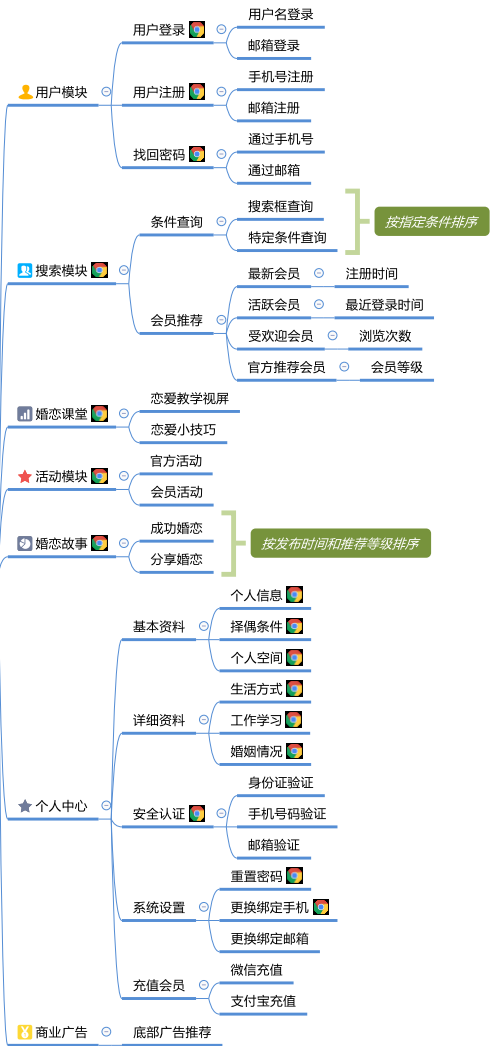 用户模块
用户登录
用户名登录
邮箱登录
用户注册
手机号注册
邮箱注册
找回密码
通过手机号
通过邮箱
搜索模块
条件查询
搜索框查询
特定条件查询
按指定条件排序
会员推荐
最新会员
注册时间
活跃会员
最近登录时间
受欢迎会员
浏览次数
官方推荐会员
会员等级
婚恋课堂
恋爱教学视屏
恋爱小技巧
活动模块
官方活动
会员活动
婚恋故事
成功婚恋
分享婚恋
按发布时间和推荐等级排序
个人中心
基本资料
个人信息
择偶条件
个人空间
详细资料
生活方式
工作学习
婚姻情况
安全认证
身份证验证
手机号码验证
邮箱验证
系统设置
重置密码
更换绑定手机
更换绑定邮箱
充值会员
微信充值
支付宝充值
商业广告
底部广告推荐